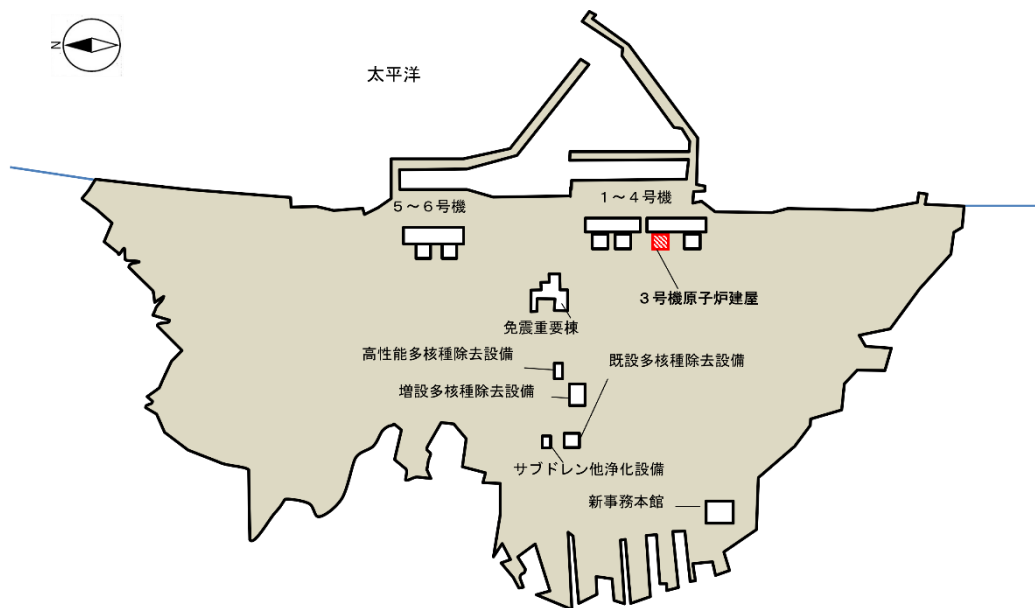 N
太平洋
5～6号機
1～4号機
3号機原子炉建屋
免震重要棟
高性能多核種除去設備
既設多核種除去設備
増設多核種除去設備
サブドレン他浄化設備
新事務本館